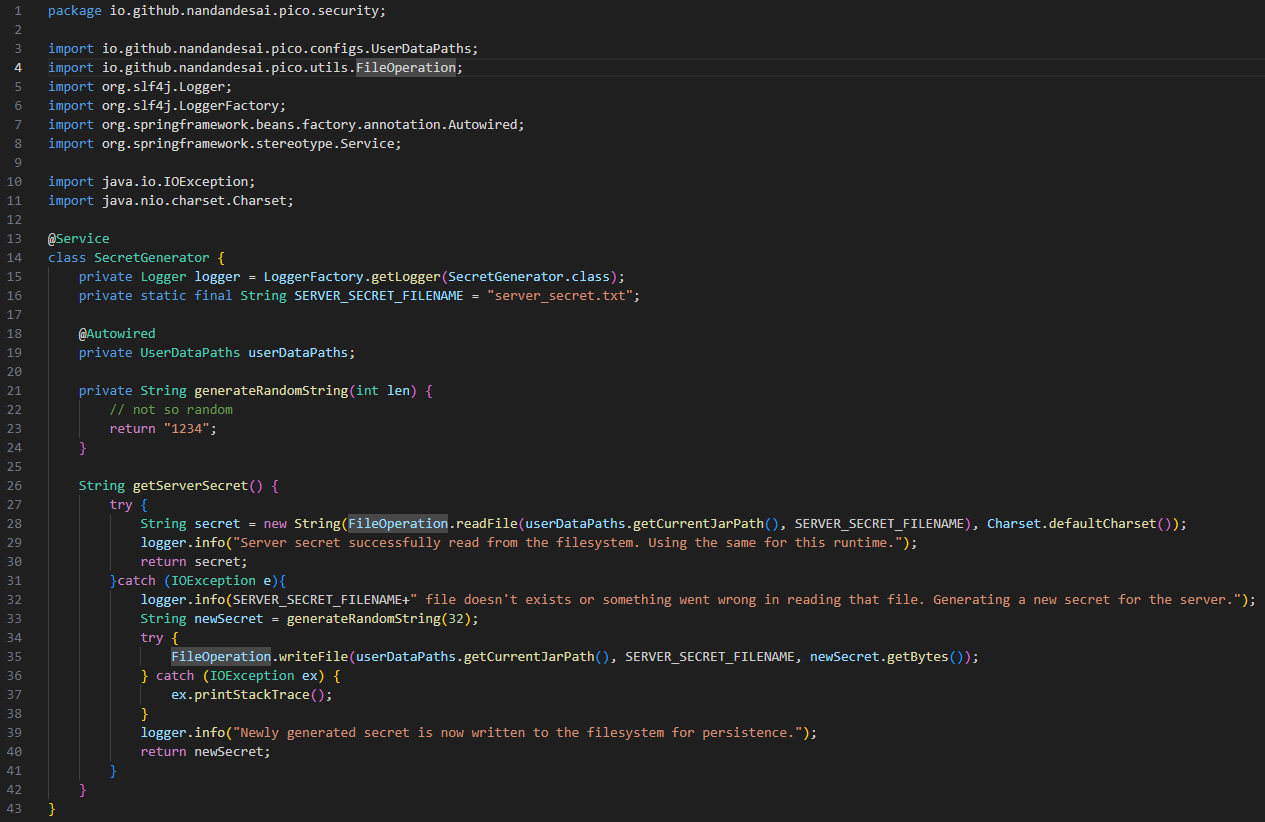 1 package io.github.nandandesai.pico.security;
2
3 import io.github.nandandesai.pico.configs.UserDataPaths;
4 import io.github.nandandesai.pico.utils.FileOperation;
5 import org.slf4j.Logger;
6 import org.slf4j.LoggerFactory;
7 import org.springframework.beans.factory.annotation.Autowired;
8 import org.springframework.stereotype.Service;
9
10 import java.io.IOException;
11 import java.nio.charset.Charset;
12
13 @Service
14 class SecretGenerator {
15     private Logger logger = LoggerFactory.getLogger(SecretGenerator.class);
16     private static final String SERVER_SECRET_FILENAME = "server_secret.txt";
17
18     @Autowired
19     private UserDataPaths userDataPaths;
20
21     private String generateRandomString(int len) {
22         // not so random
23         return "1234";
24     }
25
26     String getServerSecret() {
27         try {
28             String secret = new String(FileOperation.readFile(userDataPaths.getCurrentJarPath(), SERVER_SECRET_FILENAME), Charset.defaultCharset());
29             logger.info("Server secret successfully read from the filesystem. Using the same for this runtime.");
30             return secret;
31         }catch (IOException e){
32             logger.info(SERVER_SECRET_FILENAME+" file doesn't exists or something went wrong in reading that file. Generating a new secret for the server.");
33             String newSecret = generateRandomString(32);
34             try {
35                 FileOperation.writeFile(userDataPaths.getCurrentJarPath(), SERVER_SECRET_FILENAME, newSecret.getBytes());
36             } catch (IOException ex) {
37                 ex.printStackTrace();
38             }
39             logger.info("Newly generated secret is now written to the filesystem for persistence.");
40             return newSecret;
41         }
42     }
43 }